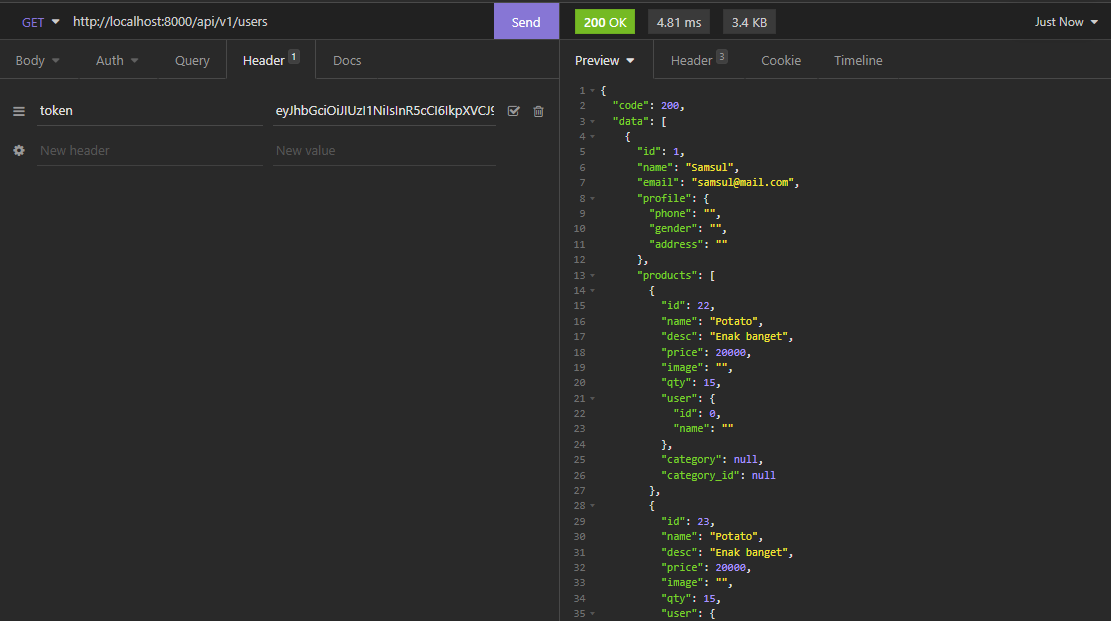 GET http://localhost:8000/api/v1/users Send 200 OK 4.81 ms 3.4 KB Just Now
Body Auth Query Header 1 Docs
Preview Header 3 Cookie Timeline
token eyJhbGciOiJIUzI1NiIsInR5cCI6IkpXVCJ9
New header New value
1 {
2 "code": 200,
3 "data": [
4 {
5 "id": 1,
6 "name": "Samsul",
7 "email": "samsul@mail.com",
8 "profile": {
9 "phone": "",
10 "gender": "",
11 "address": ""
12 },
13 "products": [
14 {
15 "id": 22,
16 "name": "Potato",
17 "desc": "Enak banget",
18 "price": 20000,
19 "image": "",
20 "qty": 15,
21 "user": {
22 "id": 0,
23 "name": ""
24 },
25 "category": null,
26 "category_id": null
27 },
28 {
29 "id": 23,
30 "name": "Potato",
31 "desc": "Enak banget",
32 "price": 20000,
33 "image": "",
34 "qty": 15,
35 "user": {